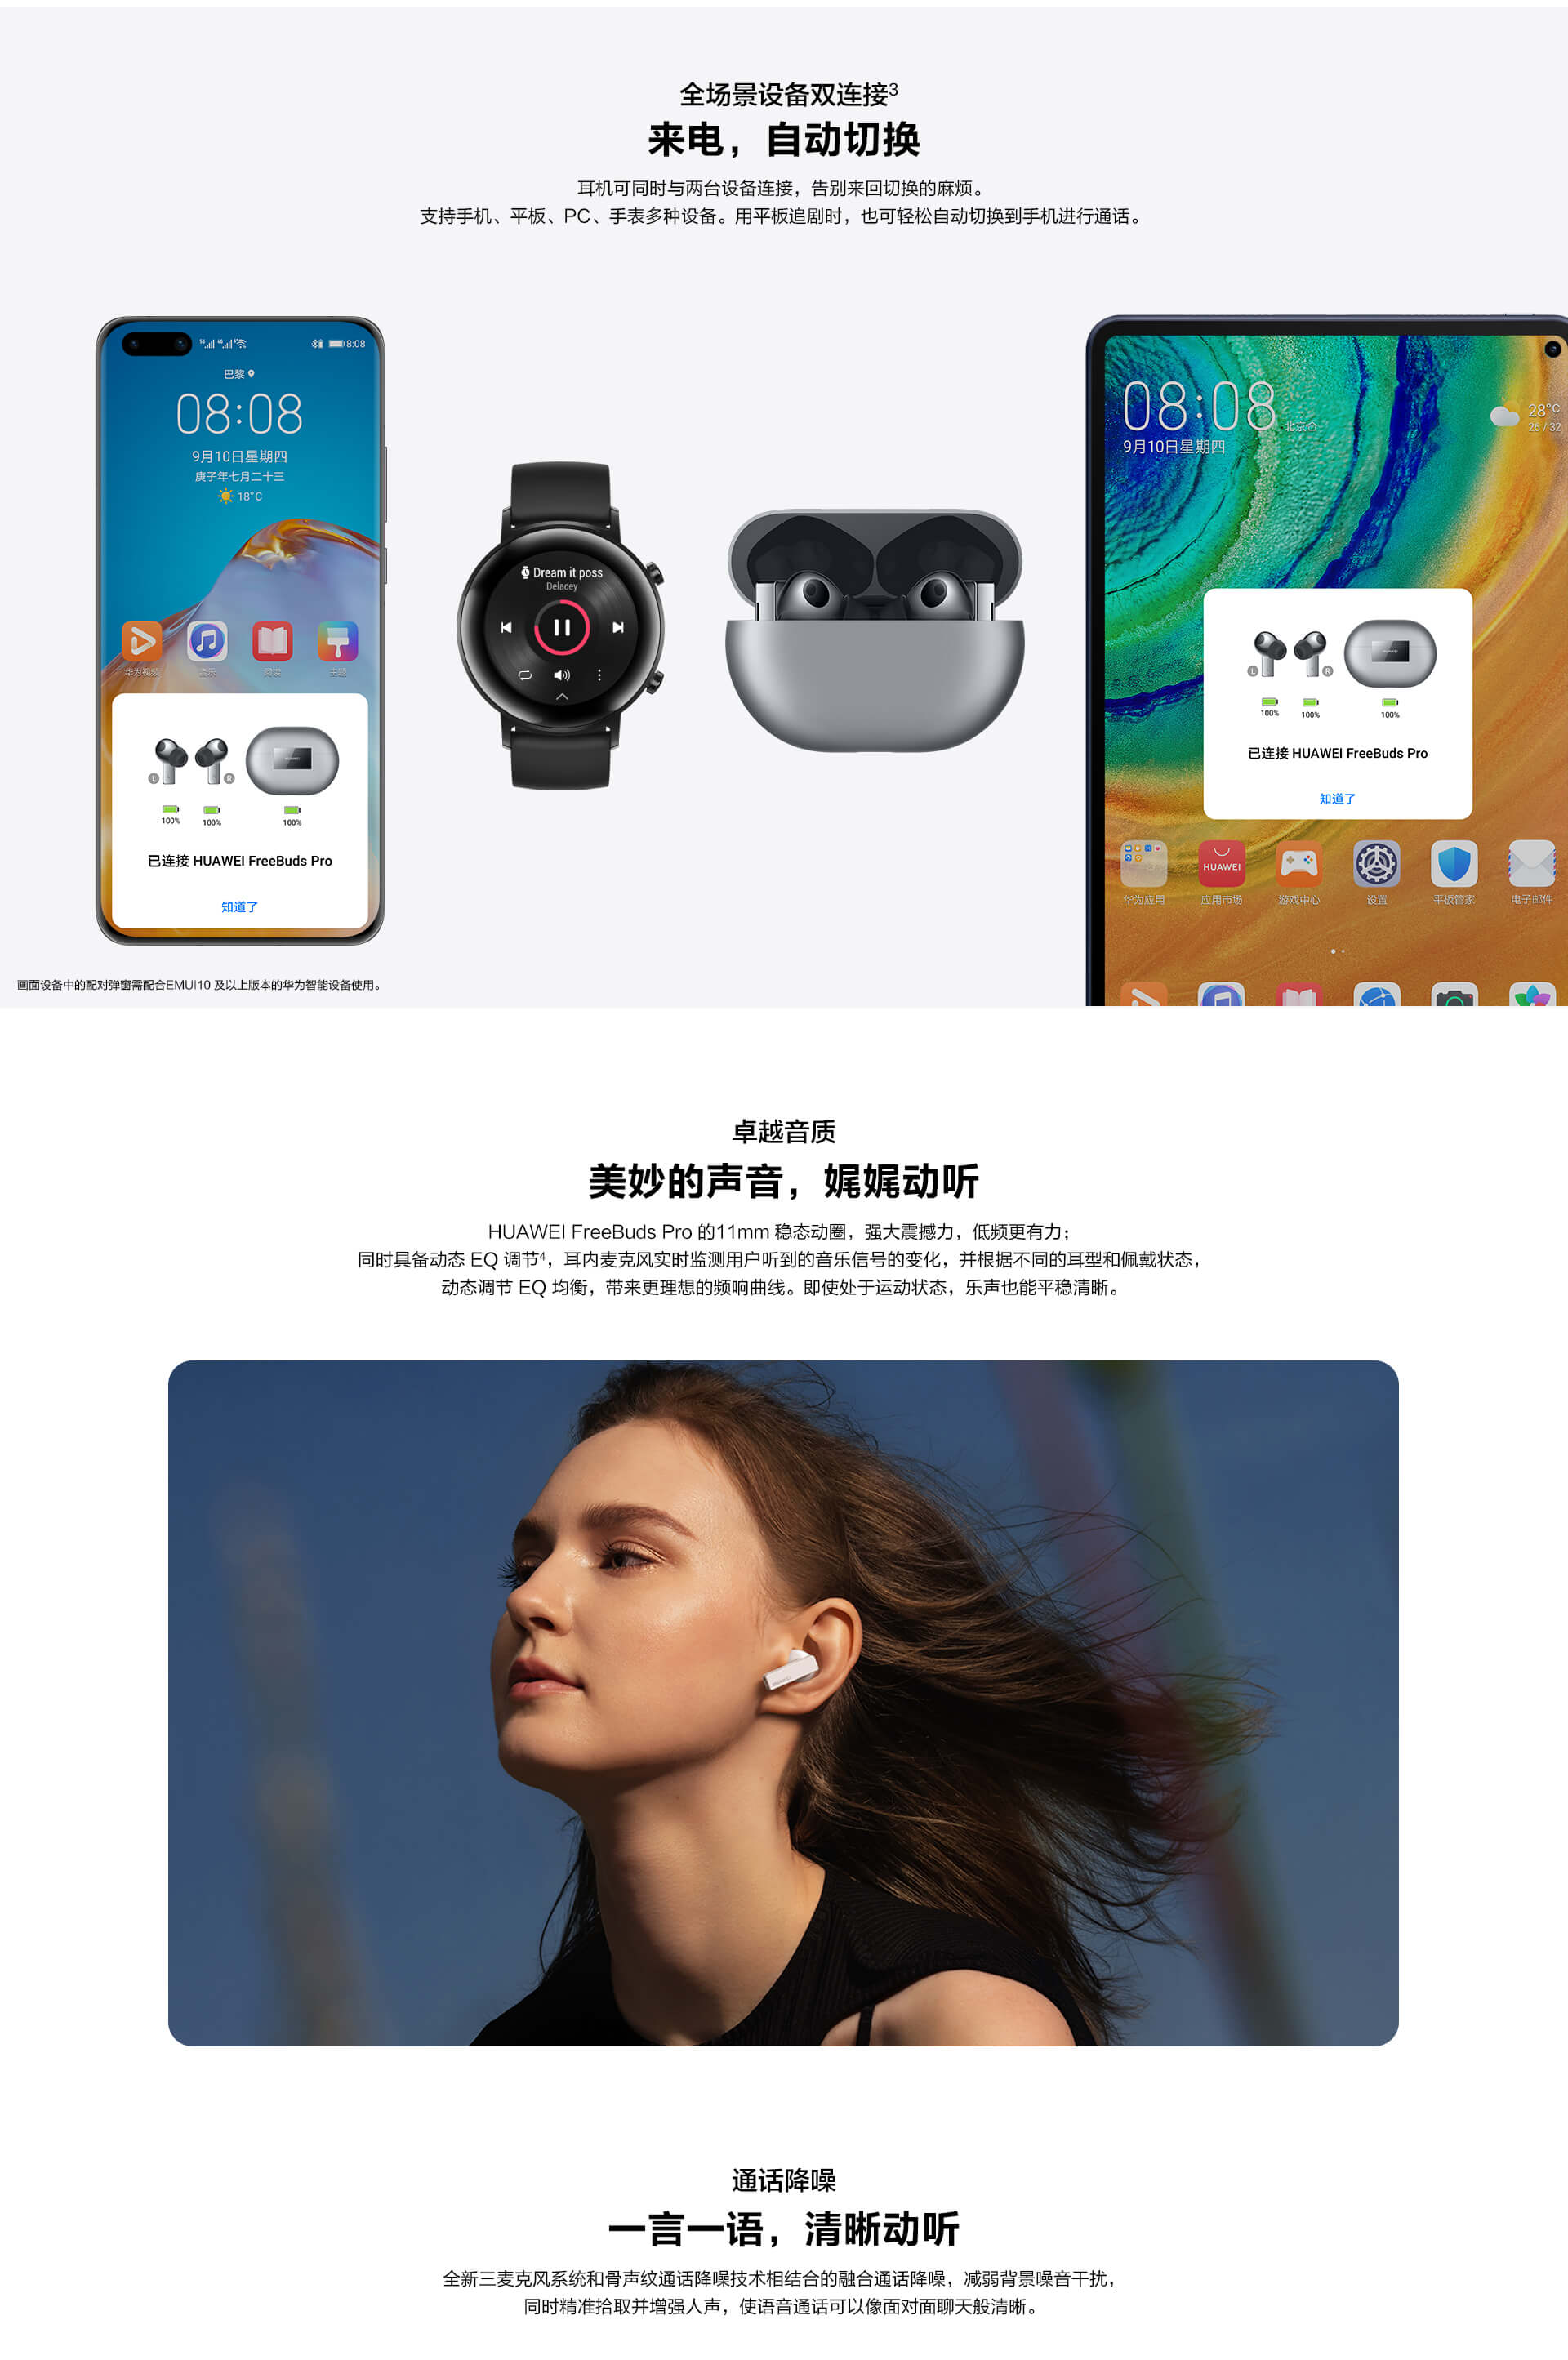 全场景设备双连接3
来电，自动切换
耳机可同时与两台设备连接，告别来回切换的麻烦。
支持手机、平板、PC、手表多种设备。用平板追剧时，也可轻松自动切换到手机进行通话。
8:08
巴黎
08:08
9月10日星期四
庚子年七月二十三
18°C
华为视频
音乐
阅读
主题
L
R
100%
100%
100%
已连接 HUAWEI FreeBuds Pro
知道了
Dream it poss
Delacey
08:08
北京
9月10日星期四
28°C
26 / 32
HUAWEI
L
R
100%
100%
100%
已连接 HUAWEI FreeBuds Pro
知道了
HUAWEI
华为应用
应用市场
游戏中心
设置
平板管家
电子邮件
画面设备中的配对弹窗需配合EMUI10 及以上版本的华为智能设备使用。
卓越音质
美妙的声音，娓娓动听
HUAWEI FreeBuds Pro 的11mm 稳态动圈，强大震撼力，低频更有力；
同时具备动态 EQ 调节4，耳内麦克风实时监测用户听到的音乐信号的变化，并根据不同的耳型和佩戴状态，
动态调节 EQ 均衡，带来更理想的频响曲线。即使处于运动状态，乐声也能平稳清晰。
HUAWEI
通话降噪
一言一语，清晰动听
全新三麦克风系统和骨声纹通话降噪技术相结合的融合通话降噪，减弱背景噪音干扰，
同时精准拾取并增强人声，使语音通话可以像面对面聊天般清晰。